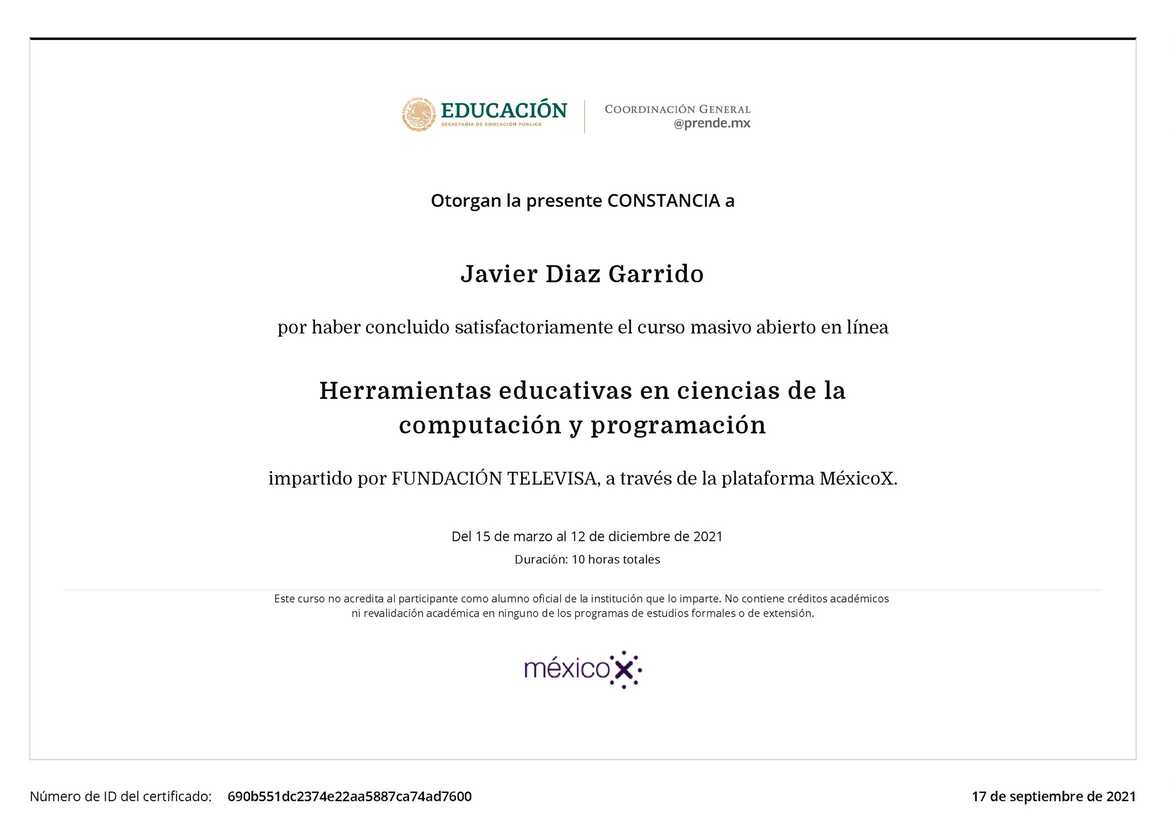 EDUCACIÓN
SECRETARÍA DE EDUCACIÓN PÚBLICA
COORDINACIÓN GENERAL
@prende.mx
Otorgan la presente CONSTANCIA a
Javier Diaz Garrido
por haber concluido satisfactoriamente el curso masivo abierto en línea
Herramientas educativas en ciencias de la
computación y programación
impartido por FUNDACIÓN TELEVISA, a través de la plataforma MéxicoX.
Del 15 de marzo al 12 de diciembre de 2021
Duración: 10 horas totales
Este curso no acredita al participante como alumno oficial de la institución que lo imparte. No contiene créditos académicos
ni revalidación académica en ninguno de los programas de estudios formales o de extensión.
méxicoX
Número de ID del certificado: 690b551dc2374e22aa5887ca74ad7600
17 de septiembre de 2021